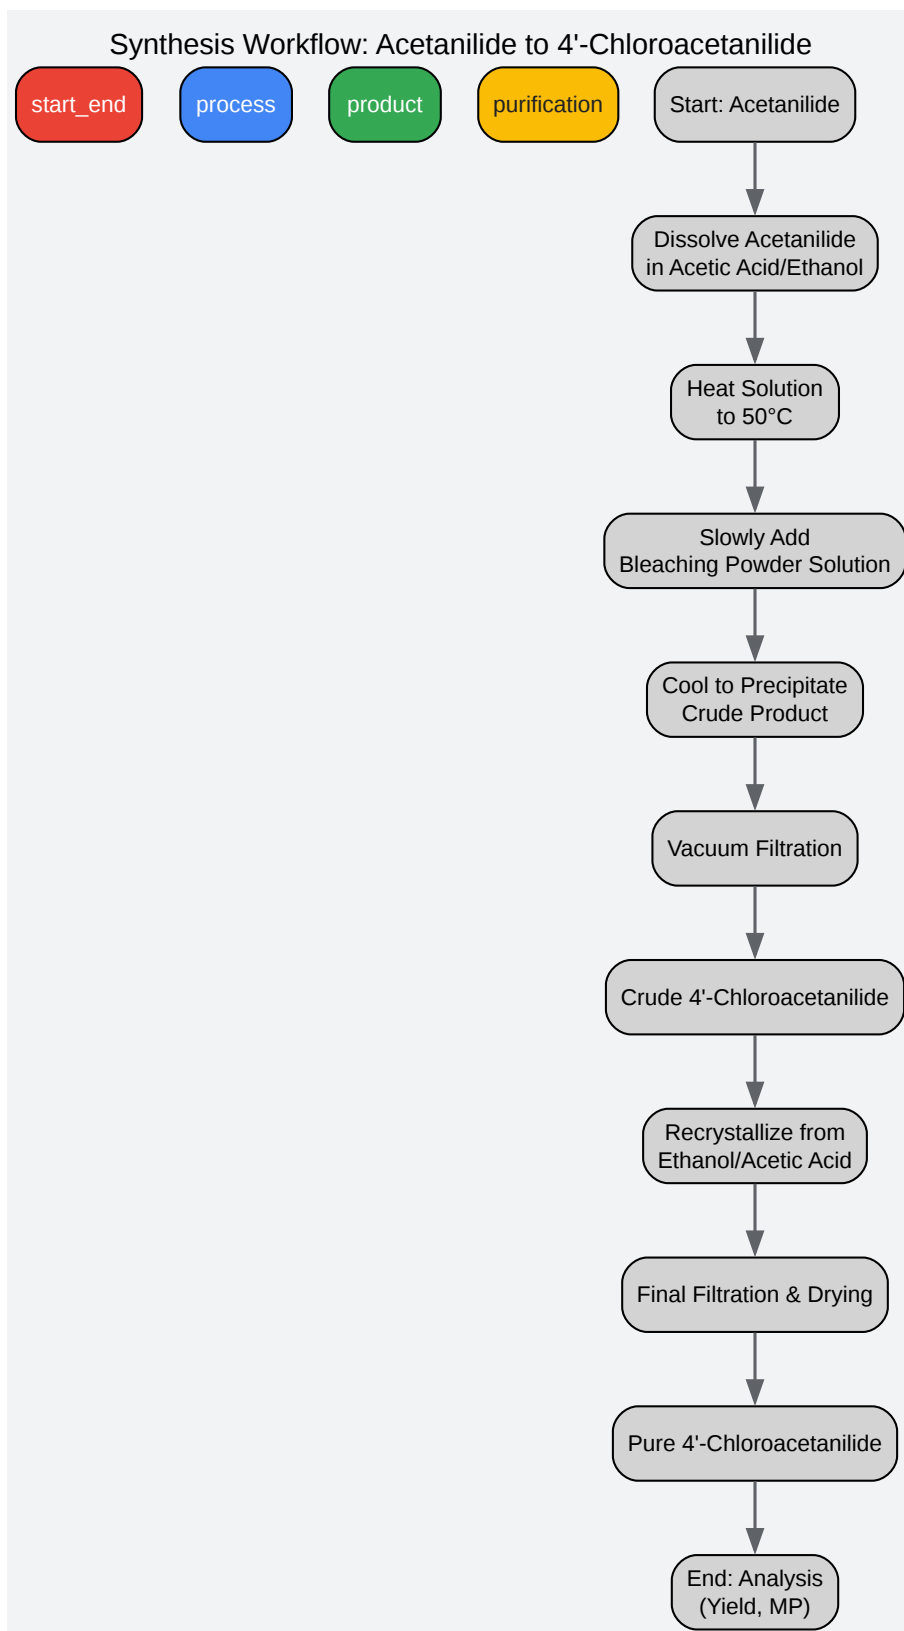 Synthesis Workflow: Acetanilide to 4'-Chloroacetanilide
start_end
process
product
purification
Start: Acetanilide
Dissolve Acetanilide
in Acetic Acid/Ethanol
Heat Solution
to 50°C
Slowly Add
Bleaching Powder Solution
Cool to Precipitate
Crude Product
Vacuum Filtration
Crude 4'-Chloroacetanilide
Recrystallize from
Ethanol/Acetic Acid
Final Filtration & Drying
Pure 4'-Chloroacetanilide
End: Analysis
(Yield, MP)